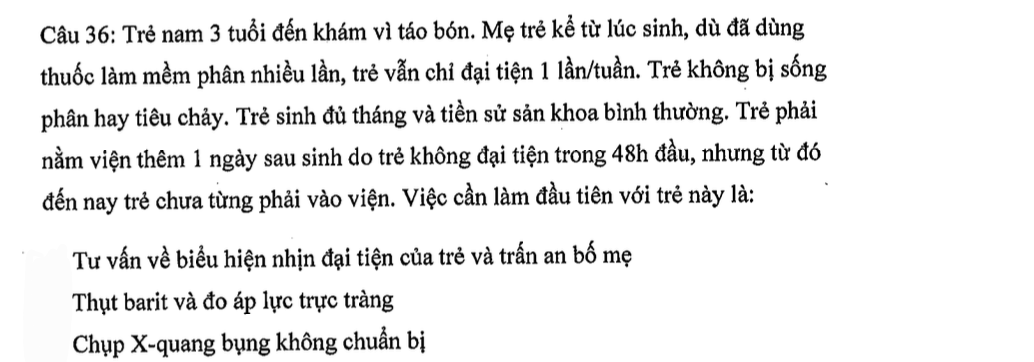 Câu 36: Trẻ nam 3 tuổi đến khám vì táo bón. Mẹ trẻ kể từ lúc sinh, dù đã dùng
thuốc làm mềm phân nhiều lần, trẻ vẫn chỉ đại tiện 1 lần/tuần. Trẻ không bị sống
phân hay tiêu chảy. Trẻ sinh đủ tháng và tiền sử sản khoa bình thường. Trẻ phải
nằm viện thêm 1 ngày sau sinh do trẻ không đại tiện trong 48h đầu, nhưng từ đó
đến nay trẻ chưa từng phải vào viện. Việc cần làm đầu tiên với trẻ này là:
Tư vấn về biểu hiện nhịn đại tiện của trẻ và trấn an bố mẹ
Thụt barit và đo áp lực trực tràng
Chụp X-quang bụng không chuẩn bị